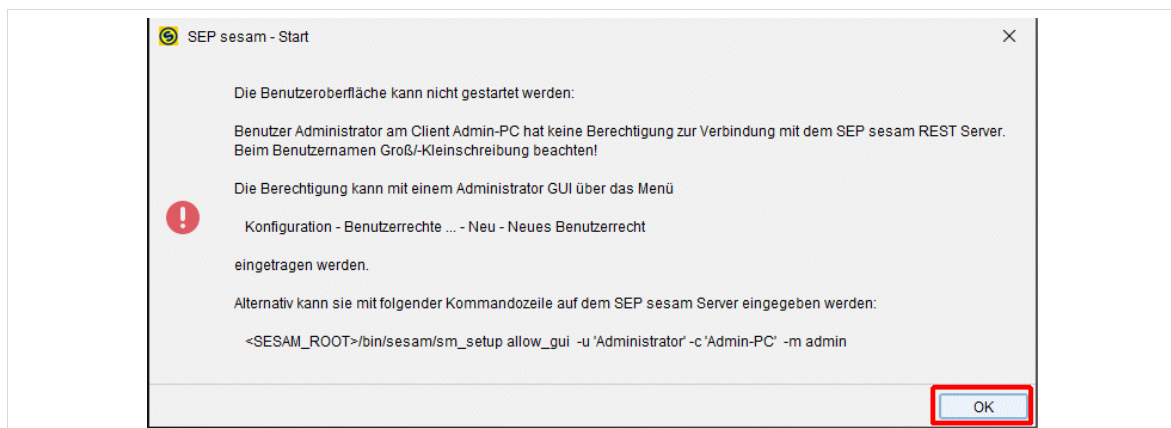 SEP sesam - Start
Die Benutzeroberfläche kann nicht gestartet werden:
Benutzer Administrator am Client Admin-PC hat keine Berechtigung zur Verbindung mit dem SEP sesam REST Server.
Beim Benutzernamen Groß/-Kleinschreibung beachten!
Die Berechtigung kann mit einem Administrator GUI über das Menü
Konfiguration - Benutzerrechte ... - Neu - Neues Benutzerrecht
eingetragen werden.
Alternativ kann sie mit folgender Kommandozeile auf dem SEP sesam Server eingegeben werden:
<SESAM_ROOT>/bin/sesam/sm_setup allow_gui -u 'Administrator' -c 'Admin-PC' -m admin
OK